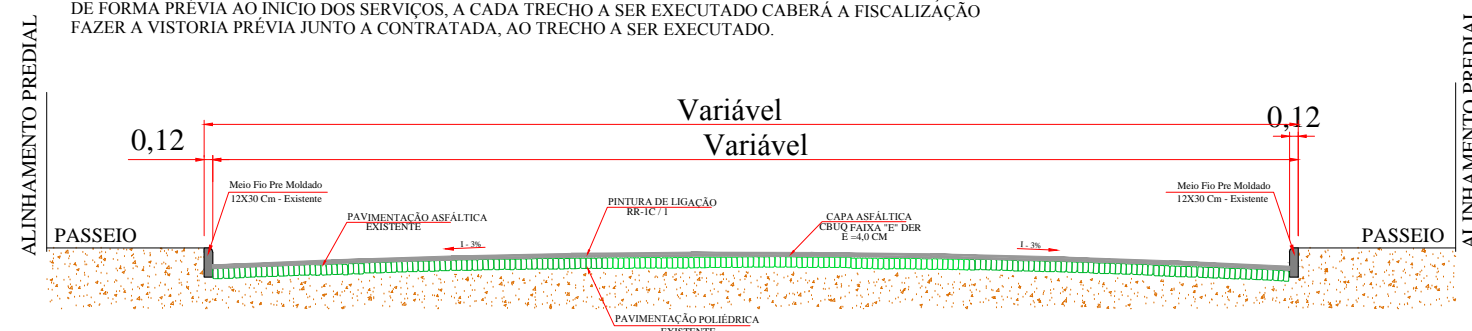 DE FORMA PRÉVIA AO INICIO DOS SERVIÇOS, A CADA TRECHO A SER EXECUTADO CABERÁ A FISCALIZAÇÃO
FAZER A VISTORIA PRÉVIA JUNTO A CONTRATADA, AO TRECHO A SER EXECUTADO.
ALINHAMENTO PREDIAL
ALINHAMENTO PREDIAL
Variável
0,12
0,12
Variável
Meio Fio Pre Moldado
12X30 Cm - Existente
PAVIMENTAÇÃO ASFÁLTICA
EXISTENTE
PINTURA DE LIGAÇÃO
RR-1C / 1
CAPA ASFÁLTICA
CBUQ FAIXA "E" DER
E =4,0 CM
Meio Fio Pre Moldado
12X30 Cm - Existente
PASSEIO
I - 3%
I - 3%
PASSEIO
PAVIMENTAÇÃO POLIÉDRICA
EXISTENTE